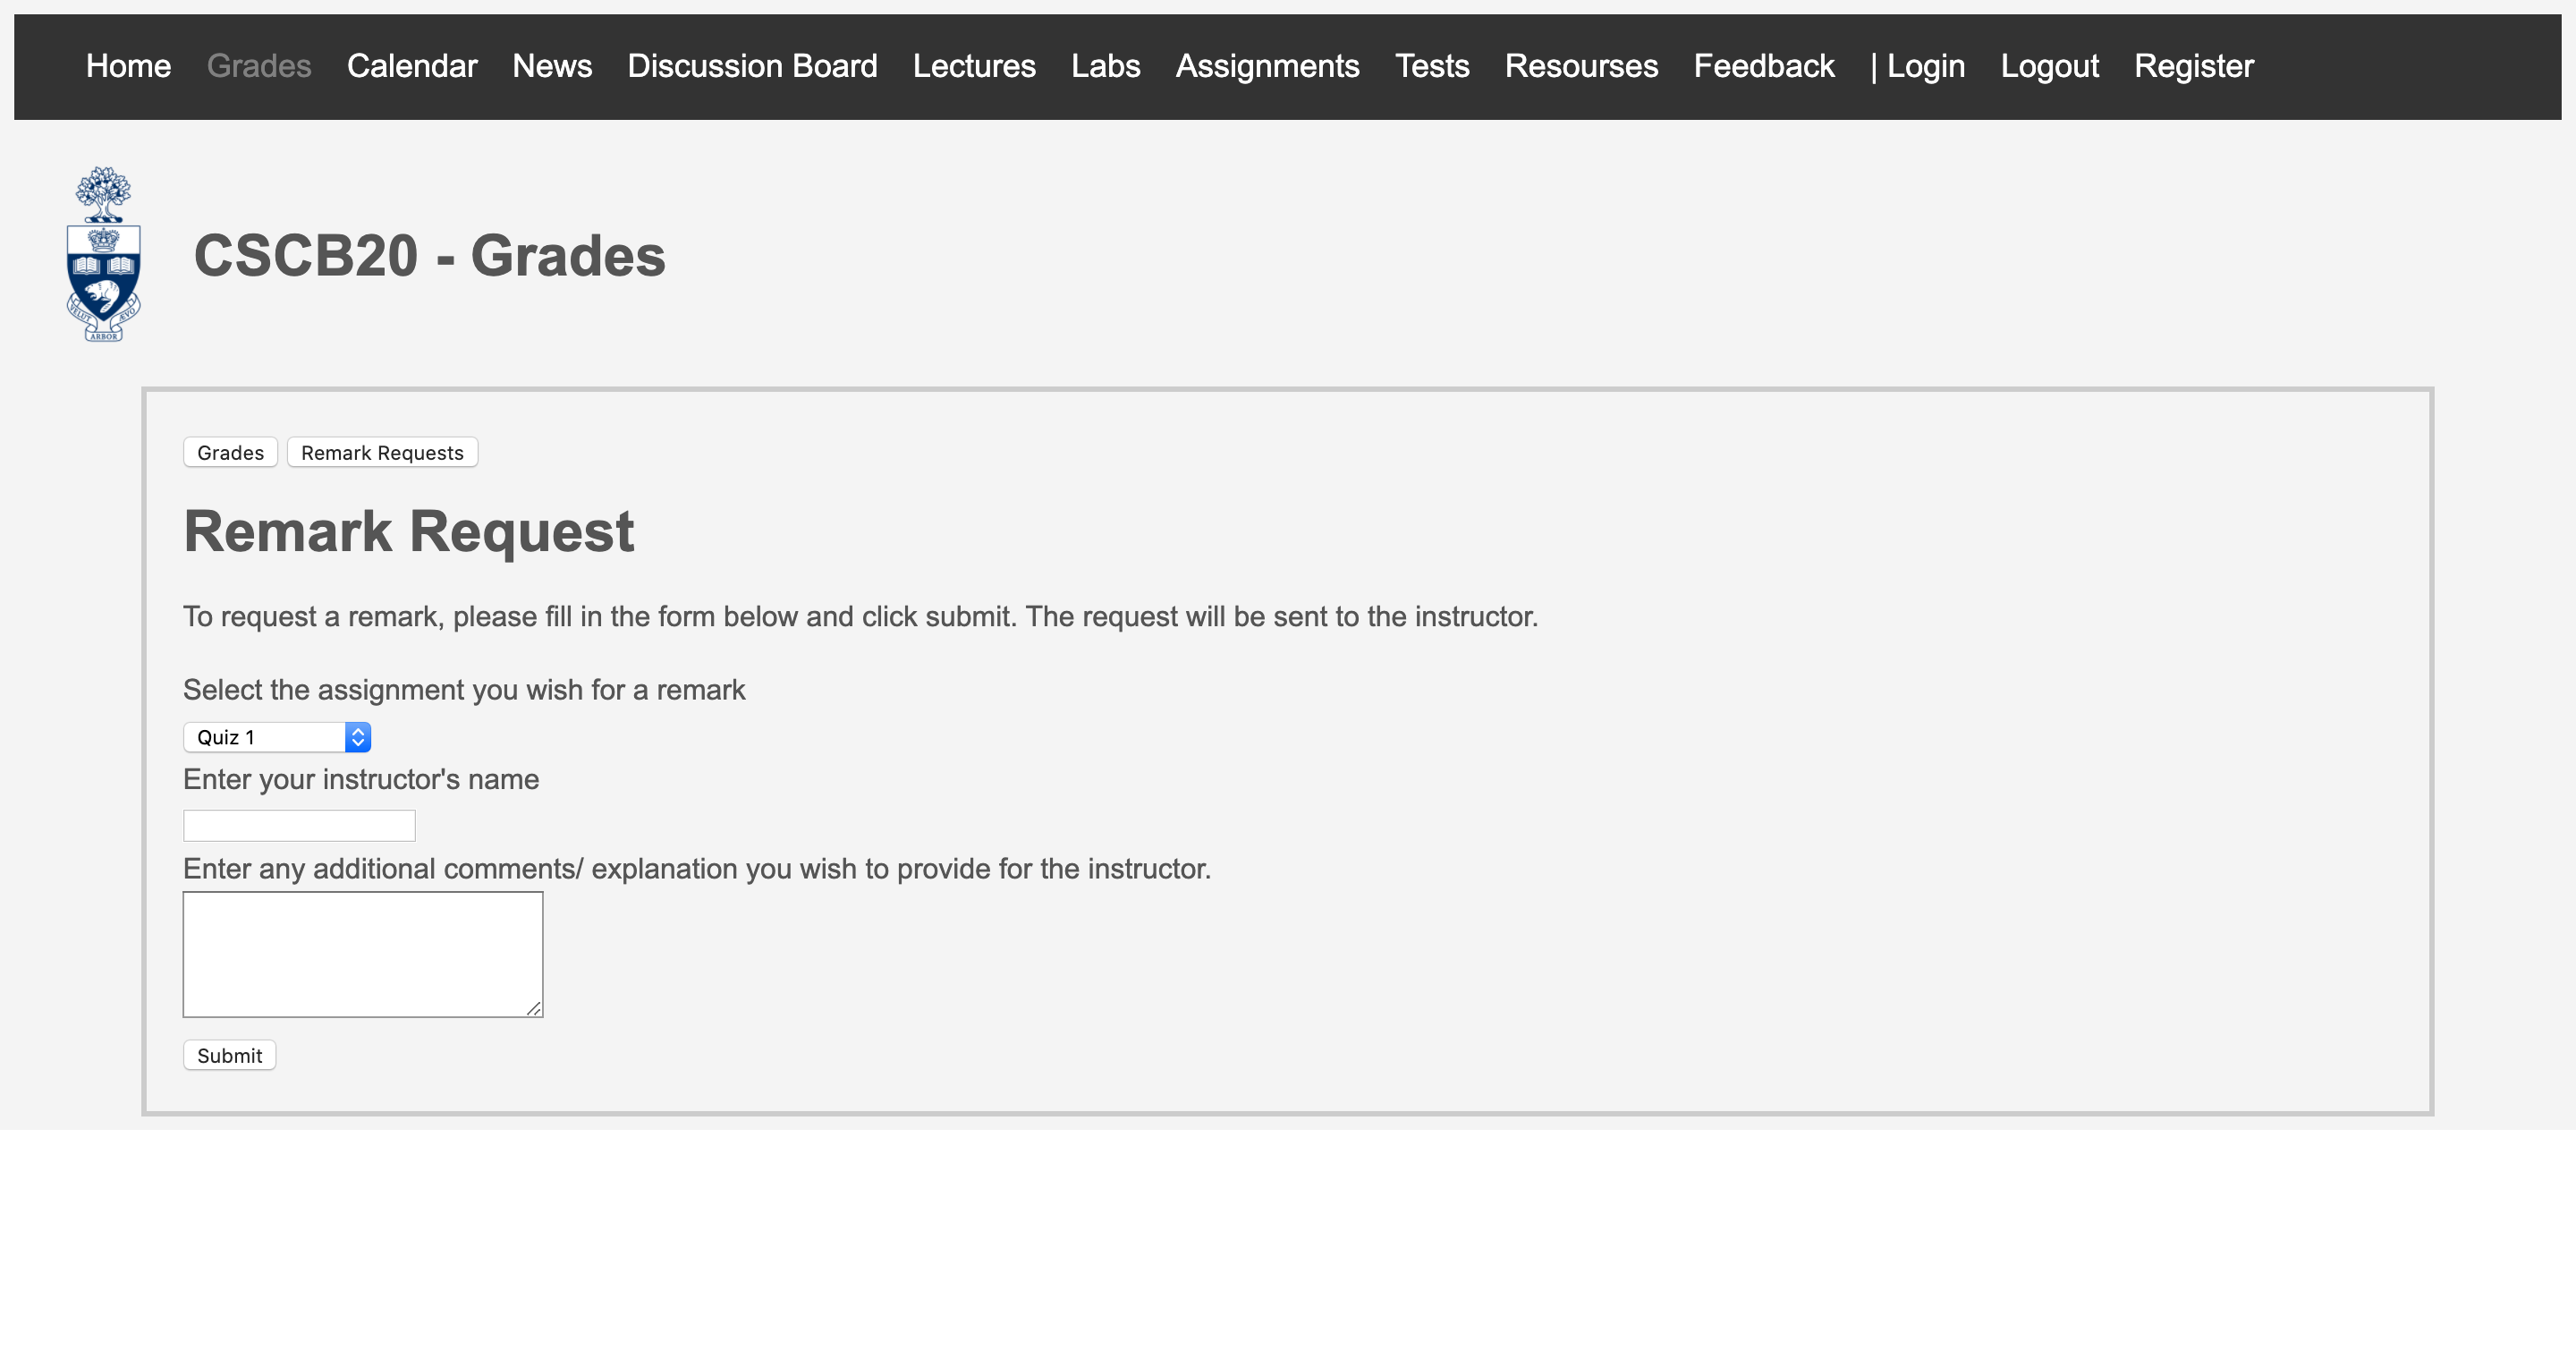 Home Grades Calendar News Discussion Board Lectures Labs Assignments Tests Resourses Feedback | Login Logout Register
VELUT ARBOR ÆVO
CSCB20 - Grades
Grades Remark Requests
Remark Request
To request a remark, please fill in the form below and click submit. The request will be sent to the instructor.
Select the assignment you wish for a remark
Quiz 1
Enter your instructor's name
Enter any additional comments/ explanation you wish to provide for the instructor.
Submit